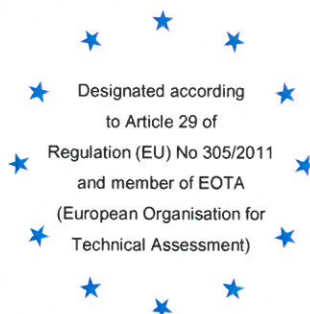 Designated according
to Article 29 of
Regulation (EU) No 305/2011
and member of EOTA
(European Organisation for
Technical Assessment)